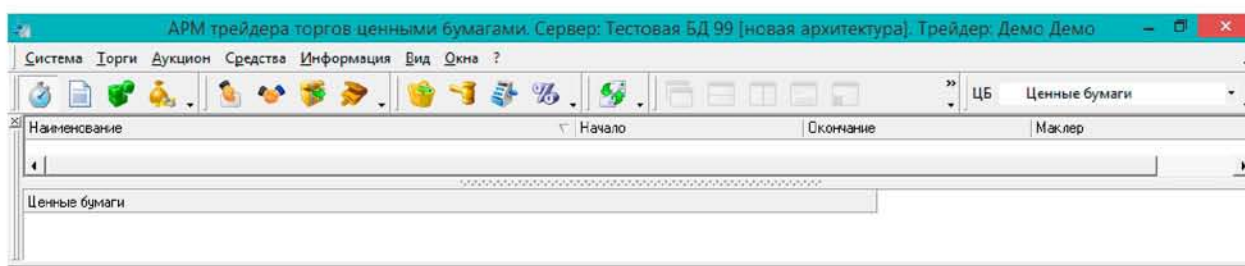 АРМ трейдера торгов ценными бумагами. Сервер: Тестовая БД 99 [новая архитектура]. Трейдер: Демо Демо
Система Торги Аукцион Средства Информация Вид Окна ?
ЦБ Ценные бумаги
Наименование Начало Окончание Маклер
Ценные бумаги